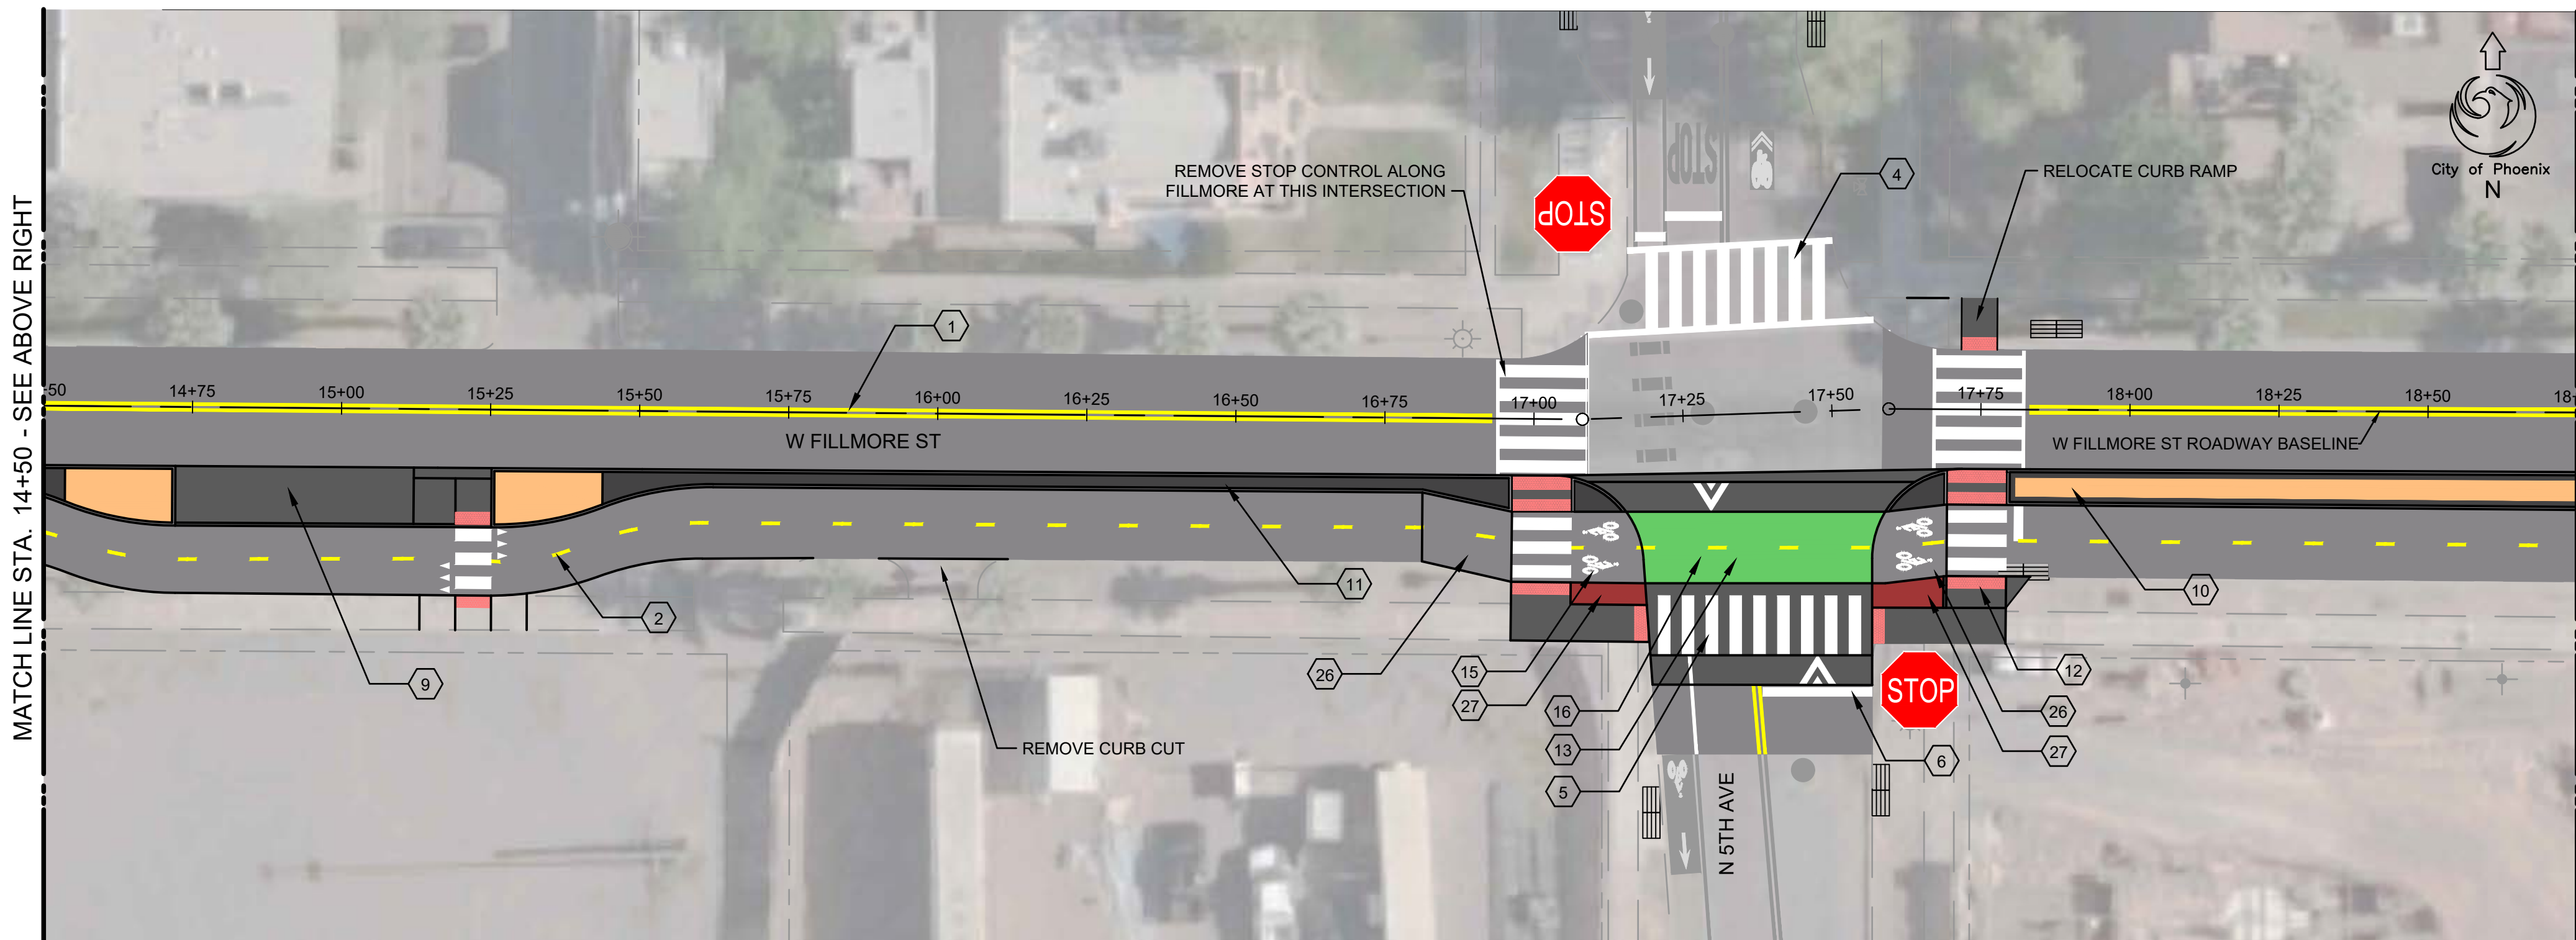 MATCH LINE STA. 14+50 - SEE ABOVE RIGHT
REMOVE STOP CONTROL ALONG
FILLMORE AT THIS INTERSECTION
STOP
STOP
4
RELOCATE CURB RAMP
City of Phoenix
N
1
50
14+75
15+00
15+25
15+50
15+75
16+00
16+25
16+50
16+75
17+00
17+25
17+50
17+75
18+00
18+25
18+50
W FILLMORE ST
W FILLMORE ST ROADWAY BASELINE
2
9
11
REMOVE CURB CUT
26
15
27
16
13
5
N 5TH AVE
STOP
6
10
12
26
27